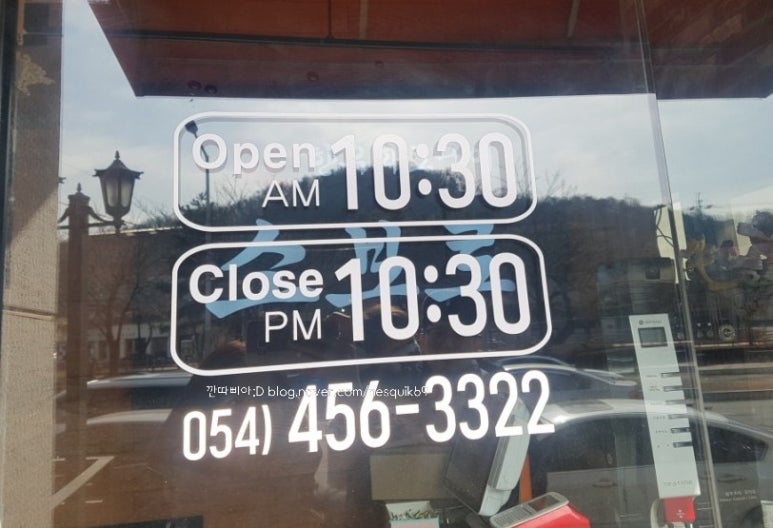 Open
AM 10:30
Close
PM 10:30
깐따삐아;D blog.naver.com/nesquik69
054) 456-3322